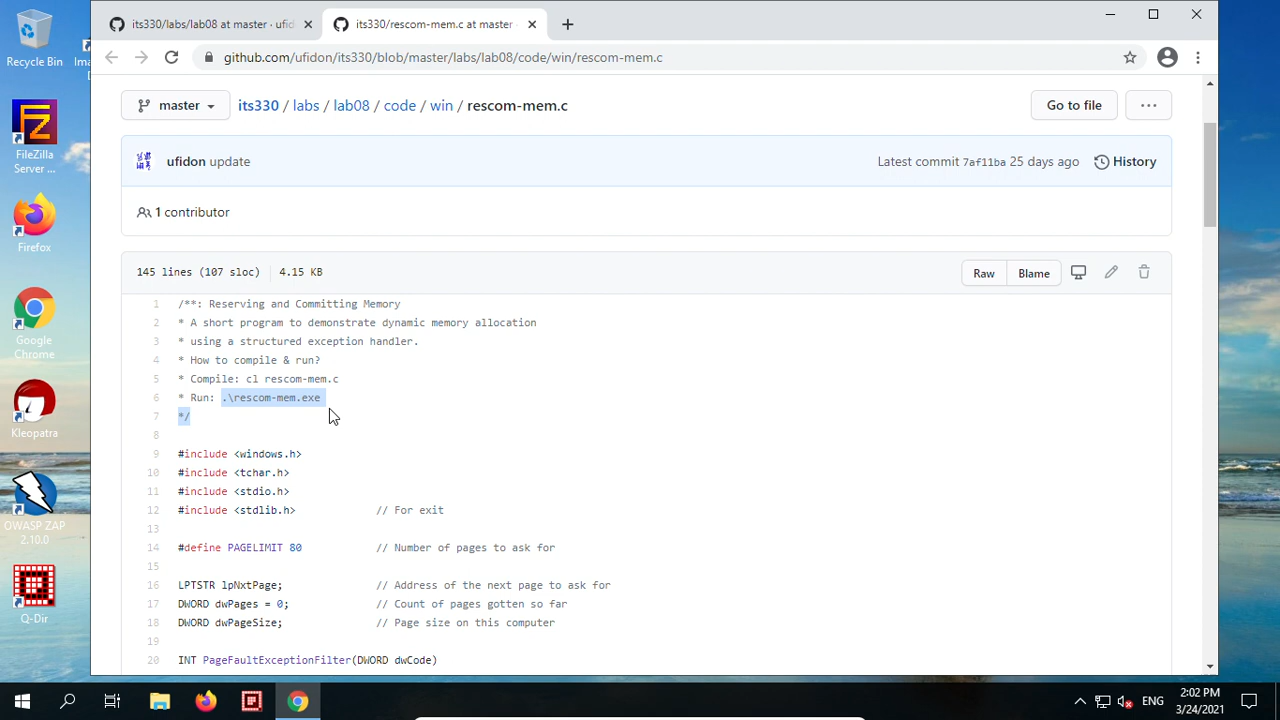 Recycle Bin
Ima
FileZilla
Server ...
Firefox
Google
Chrome
Kleopatra
OWASP ZAP
2.10.0
Q-Dir
its330/labs/lab08 at master · ufid
its330/rescom-mem.c at master
github.com/ufidon/its330/blob/master/labs/lab08/code/win/rescom-mem.c
master
its330 / labs / lab08 / code / win / rescom-mem.c
Go to file
...
ufidon update
Latest commit 7af11ba 25 days ago
History
1 contributor
145 lines (107 sloc)
4.15 KB
Raw
Blame
1 /**: Reserving and Committing Memory
2 * A short program to demonstrate dynamic memory allocation
3 * using a structured exception handler.
4 * How to compile & run?
5 * Compile: cl rescom-mem.c
6 * Run: .\rescom-mem.exe
7 */
8
9 #include <windows.h>
10 #include <tchar.h>
11 #include <stdio.h>
12 #include <stdlib.h> // For exit
13
14 #define PAGELIMIT 80 // Number of pages to ask for
15
16 LPTSTR lpNxtPage; // Address of the next page to ask for
17 DWORD dwPages = 0; // Count of pages gotten so far
18 DWORD dwPageSize; // Page size on this computer
19
20 INT PageFaultExceptionFilter(DWORD dwCode)
ENG
2:02 PM
3/24/2021